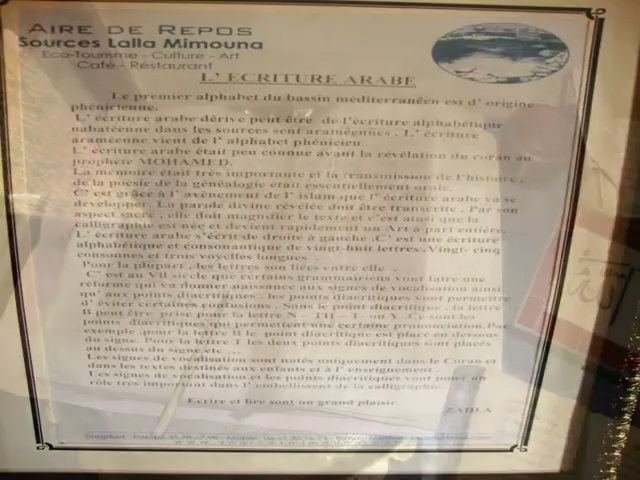 AIRE DE REPOS
Sources Lalla Mimouna
Eco-Tourisme - Culture - Art
Café - Restaurant
L' ECRITURE ARABE
Le premier alphabet du bassin méditerranéen est d' origine
phénicienne.
L' écriture arabe dérive peut être de l'écriture alphabétique
nabatéenne dans les sources sont araméennes . L' écriture
araméenne vient de l' alphabet phénicien
L' écriture arabe était peu connue avant la révélation du coran au
prophète MOHAMED.
La mémoire était très importante et la transmission de l'histoire ,
de la poésie de la généalogie était essentiellement orale.
C' est grâce à l' avènement de l' islam que l' écriture arabe va se
développer. La parole divine révélée doit être transcrite . Par son
aspect sacré , elle doit magnifier le texte et c'est ainsi que la
calligraphie est née et devient rapidement un Art à part entière.
L' écriture arabe s'écrit de droite à gauche .C' est une écriture
alphabétique et consonantique de vingt-huit lettres .Vingt- cinq
consonnes et trois voyelles longues
Pour la plupart , les lettres son liées entre elle
C' est au VII siècle que certains grammairiens vont faire une
réforme qui va donner naissance aux signes de vocalisation ainsi
qu' aux points diacritiques , les points diacritiques vont permettre
d' éviter certaines confusions . Sans le point diacritique , la lettre
B peut être prise pour la lettre N - TH - T- ou Y. Ce sont les
points diacritiques qui permettent une certaine prononciation. Par
exemple ,pour la lettre B le point diacritique est placé en dessous
du signe. Pour la lettre T les deux points diacritiques sont placés
au dessus du signe etc ...
Les signes de vocalisation sont notés uniquement dans le Coran et
dans les textes destinés aux enfants et à l' enseignement .
Les signes de vocalisation et les points diacritiques vont jouer un
rôle très important dans l' embellissent de la calligraphie.
Ecrire et lire sont un grand plaisir